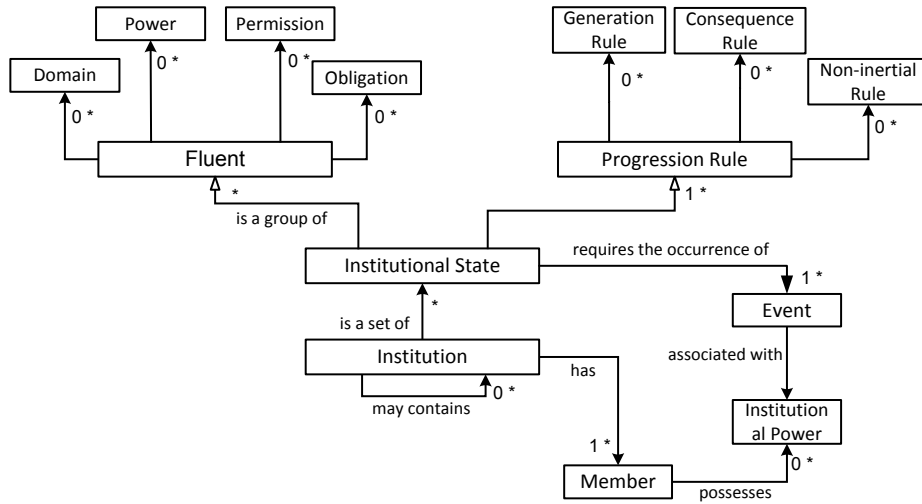 Power
Permission
Generation
Rule
Consequence
Rule
Domain
Obligation
Non-inertial
Rule
0 *
0 *
0 *
0 *
0 *
0 *
0 *
Fluent
Progression Rule
*
1 *
is a group of
requires the occurrence of
Institutional State
1 *
*
Event
is a set of
Institution
associated with
has
0 *
may contains
Institution
al Power
1 *
0 *
Member
possesses